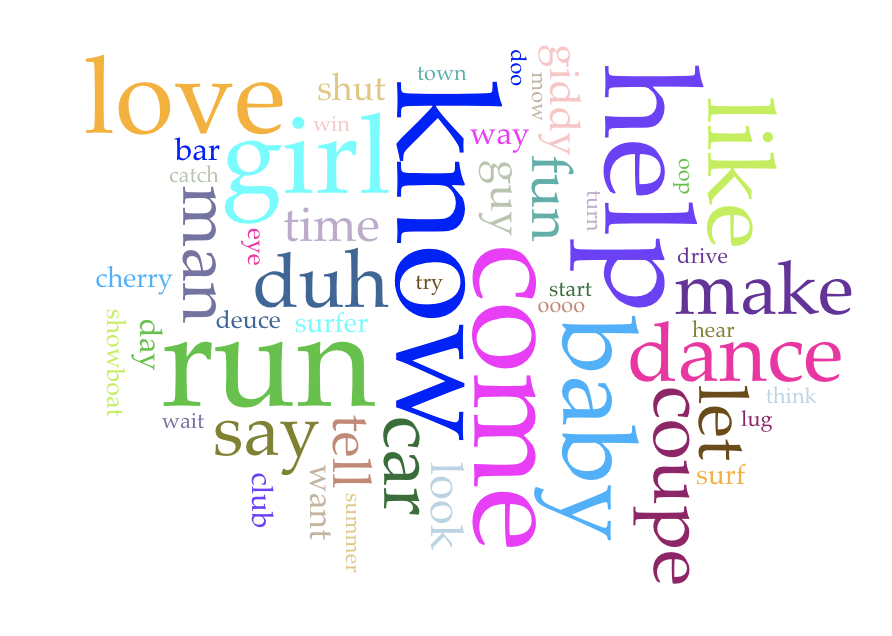 love
shut
town
know
doo
mow
giddy
help
like
win
bar
girl
way
catch
man
guy
fun
oop
turn
time
eye
duh
try
come
drive
cherry
start
make
oooo
deuce
surfer
showboat
day
run
baby
hear
dance
think
wait
say
tell
car
coupe
let
lug
look
surf
club
want
summer